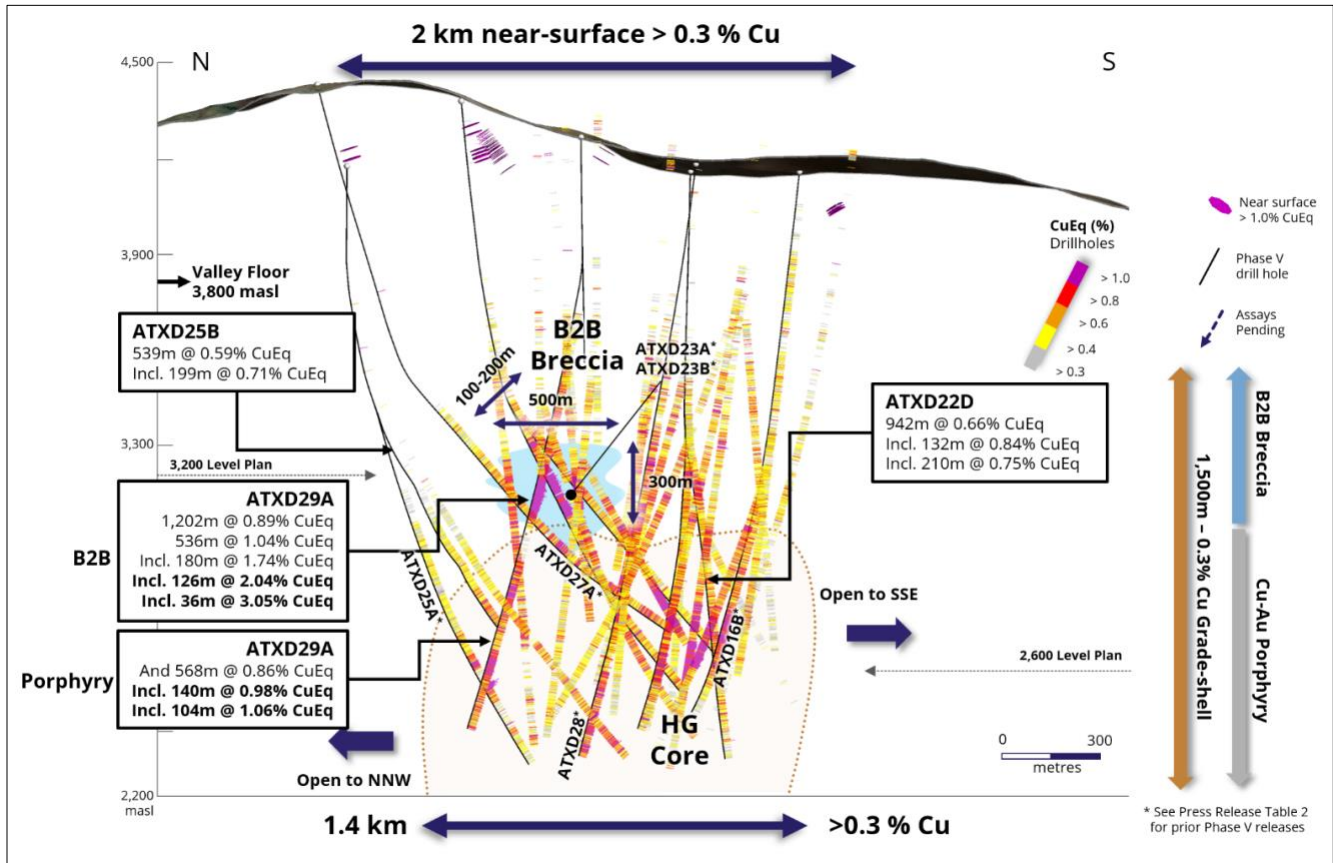 2 km near-surface > 0.3 % Cu
4,500
N
S
Near surface
> 1.0% CuEq
CuEq (%)
Drillholes
> 1.0
> 0.8
> 0.6
> 0.4
> 0.3
Phase V
drill hole
Assays
Pending
3,900
Valley Floor
3,800 masl
ATXD25B
539m @ 0.59% CuEq
Incl. 199m @ 0.71% CuEq
B2B
Breccia
ATXD23A*
ATXD23B*
100-200m
500m
300m
ATXD22D
942m @ 0.66% CuEq
Incl. 132m @ 0.84% CuEq
Incl. 210m @ 0.75% CuEq
3,300
3,200 Level Plan
B2B
ATXD29A
1,202m @ 0.89% CuEq
536m @ 1.04% CuEq
Incl. 180m @ 1.74% CuEq
Incl. 126m @ 2.04% CuEq
Incl. 36m @ 3.05% CuEq
ATXD25A*
ATXD27A*
ATXD16B*
ATXD28*
Open to SSE
2,600 Level Plan
Porphyry
ATXD29A
And 568m @ 0.86% CuEq
Incl. 140m @ 0.98% CuEq
Incl. 104m @ 1.06% CuEq
HG
Core
Open to NNW
0
300
metres
1,500m – 0.3% Cu Grade-shell
B2B Breccia
Cu-Au Porphyry
2,200
masl
1.4 km
>0.3 % Cu
* See Press Release Table 2
for prior Phase V releases